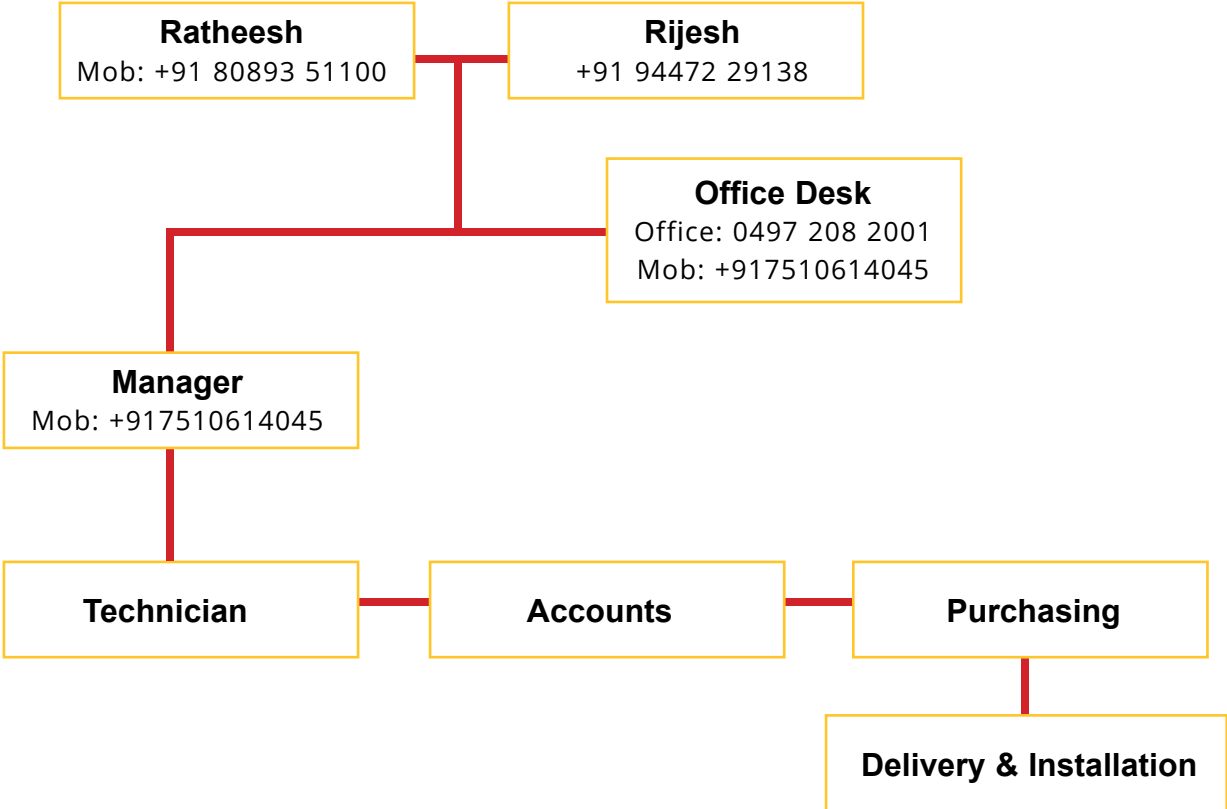 Ratheesh
Mob: +91 80893 51100
Rijesh
+91 94472 29138
Office Desk
Office: 0497 208 2001
Mob: +917510614045
Manager
Mob: +917510614045
Technician
Accounts
Purchasing
Delivery & Installation